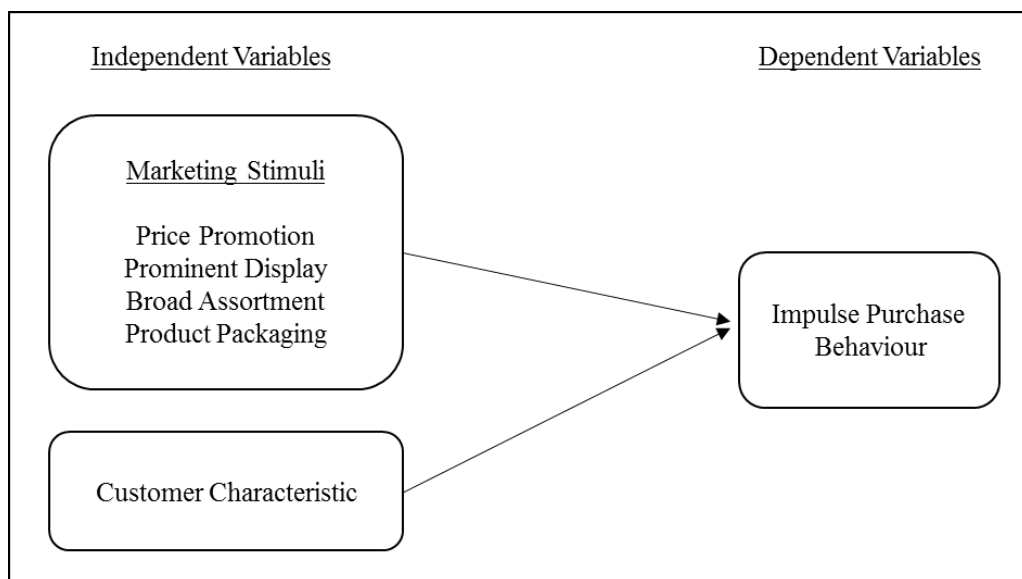 Independent Variables
Dependent Variables
Marketing Stimuli
Price Promotion
Prominent Display
Broad Assortment
Product Packaging
Impulse Purchase
Behaviour
Customer Characteristic